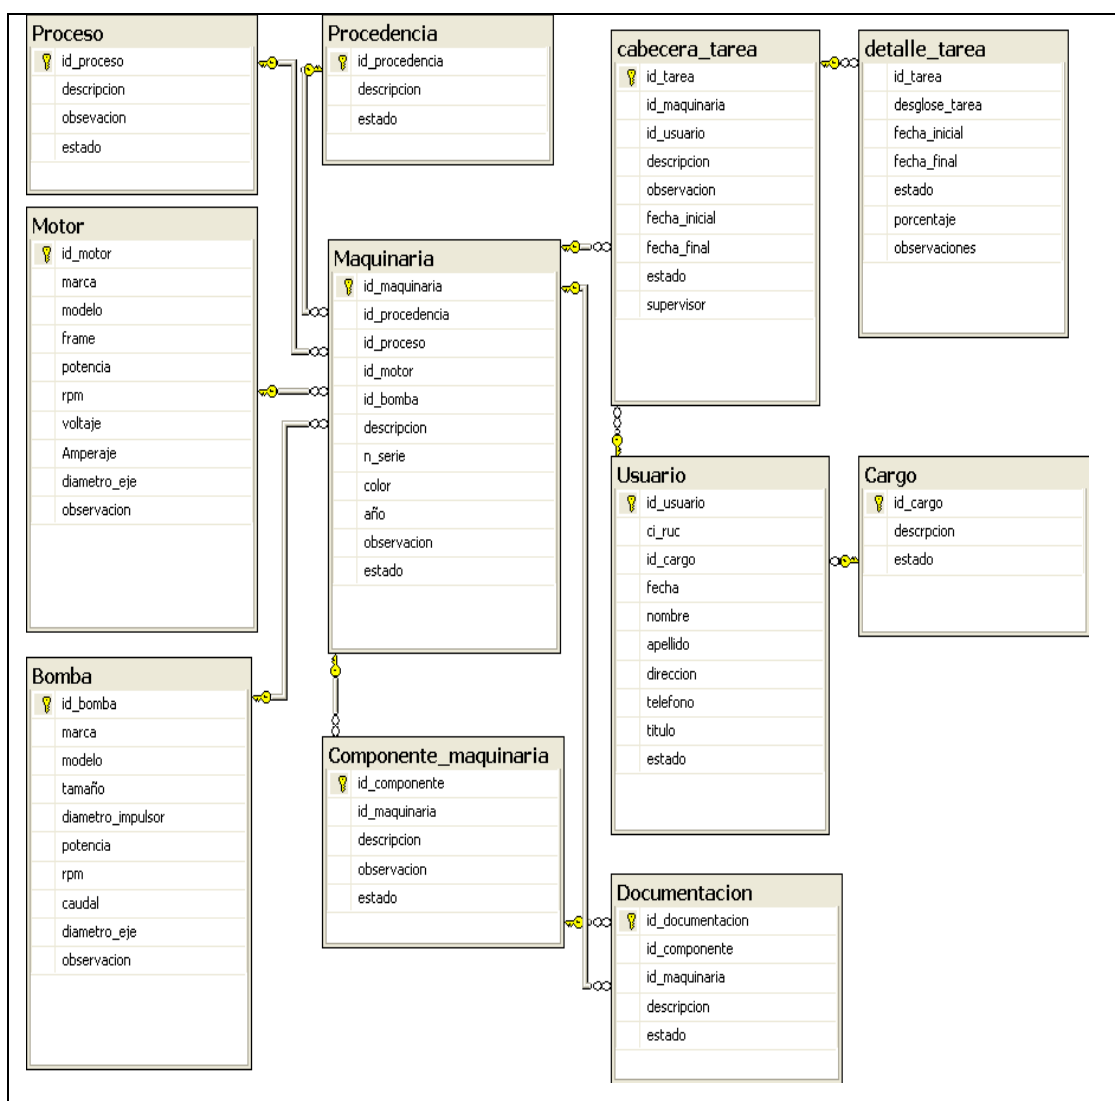 Proceso
id_proceso
descripcion
obsevacion
estado
Procedencia
id_procedencia
descripcion
estado
cabecera_tarea
id_tarea
id_maquinaria
id_usuario
descripcion
observacion
fecha_inicial
fecha_final
estado
supervisor
detalle_tarea
id_tarea
desglose_tarea
fecha_inicial
fecha_final
estado
porcentaje
observaciones
Motor
id_motor
marca
modelo
frame
potencia
rpm
voltaje
Amperaje
diametro_eje
observacion
Maquinaria
id_maquinaria
id_procedencia
id_proceso
id_motor
id_bomba
descripcion
n_serie
color
año
observacion
estado
Usuario
id_usuario
ci_ruc
id_cargo
fecha
nombre
apellido
direccion
telefono
titulo
estado
Cargo
id_cargo
descrpcion
estado
Bomba
id_bomba
marca
modelo
tamaño
diametro_impulsor
potencia
rpm
caudal
diametro_eje
observacion
Componente_maquinaria
id_componente
id_maquinaria
descripcion
observacion
estado
Documentacion
id_documentacion
id_componente
id_maquinaria
descripcion
estado